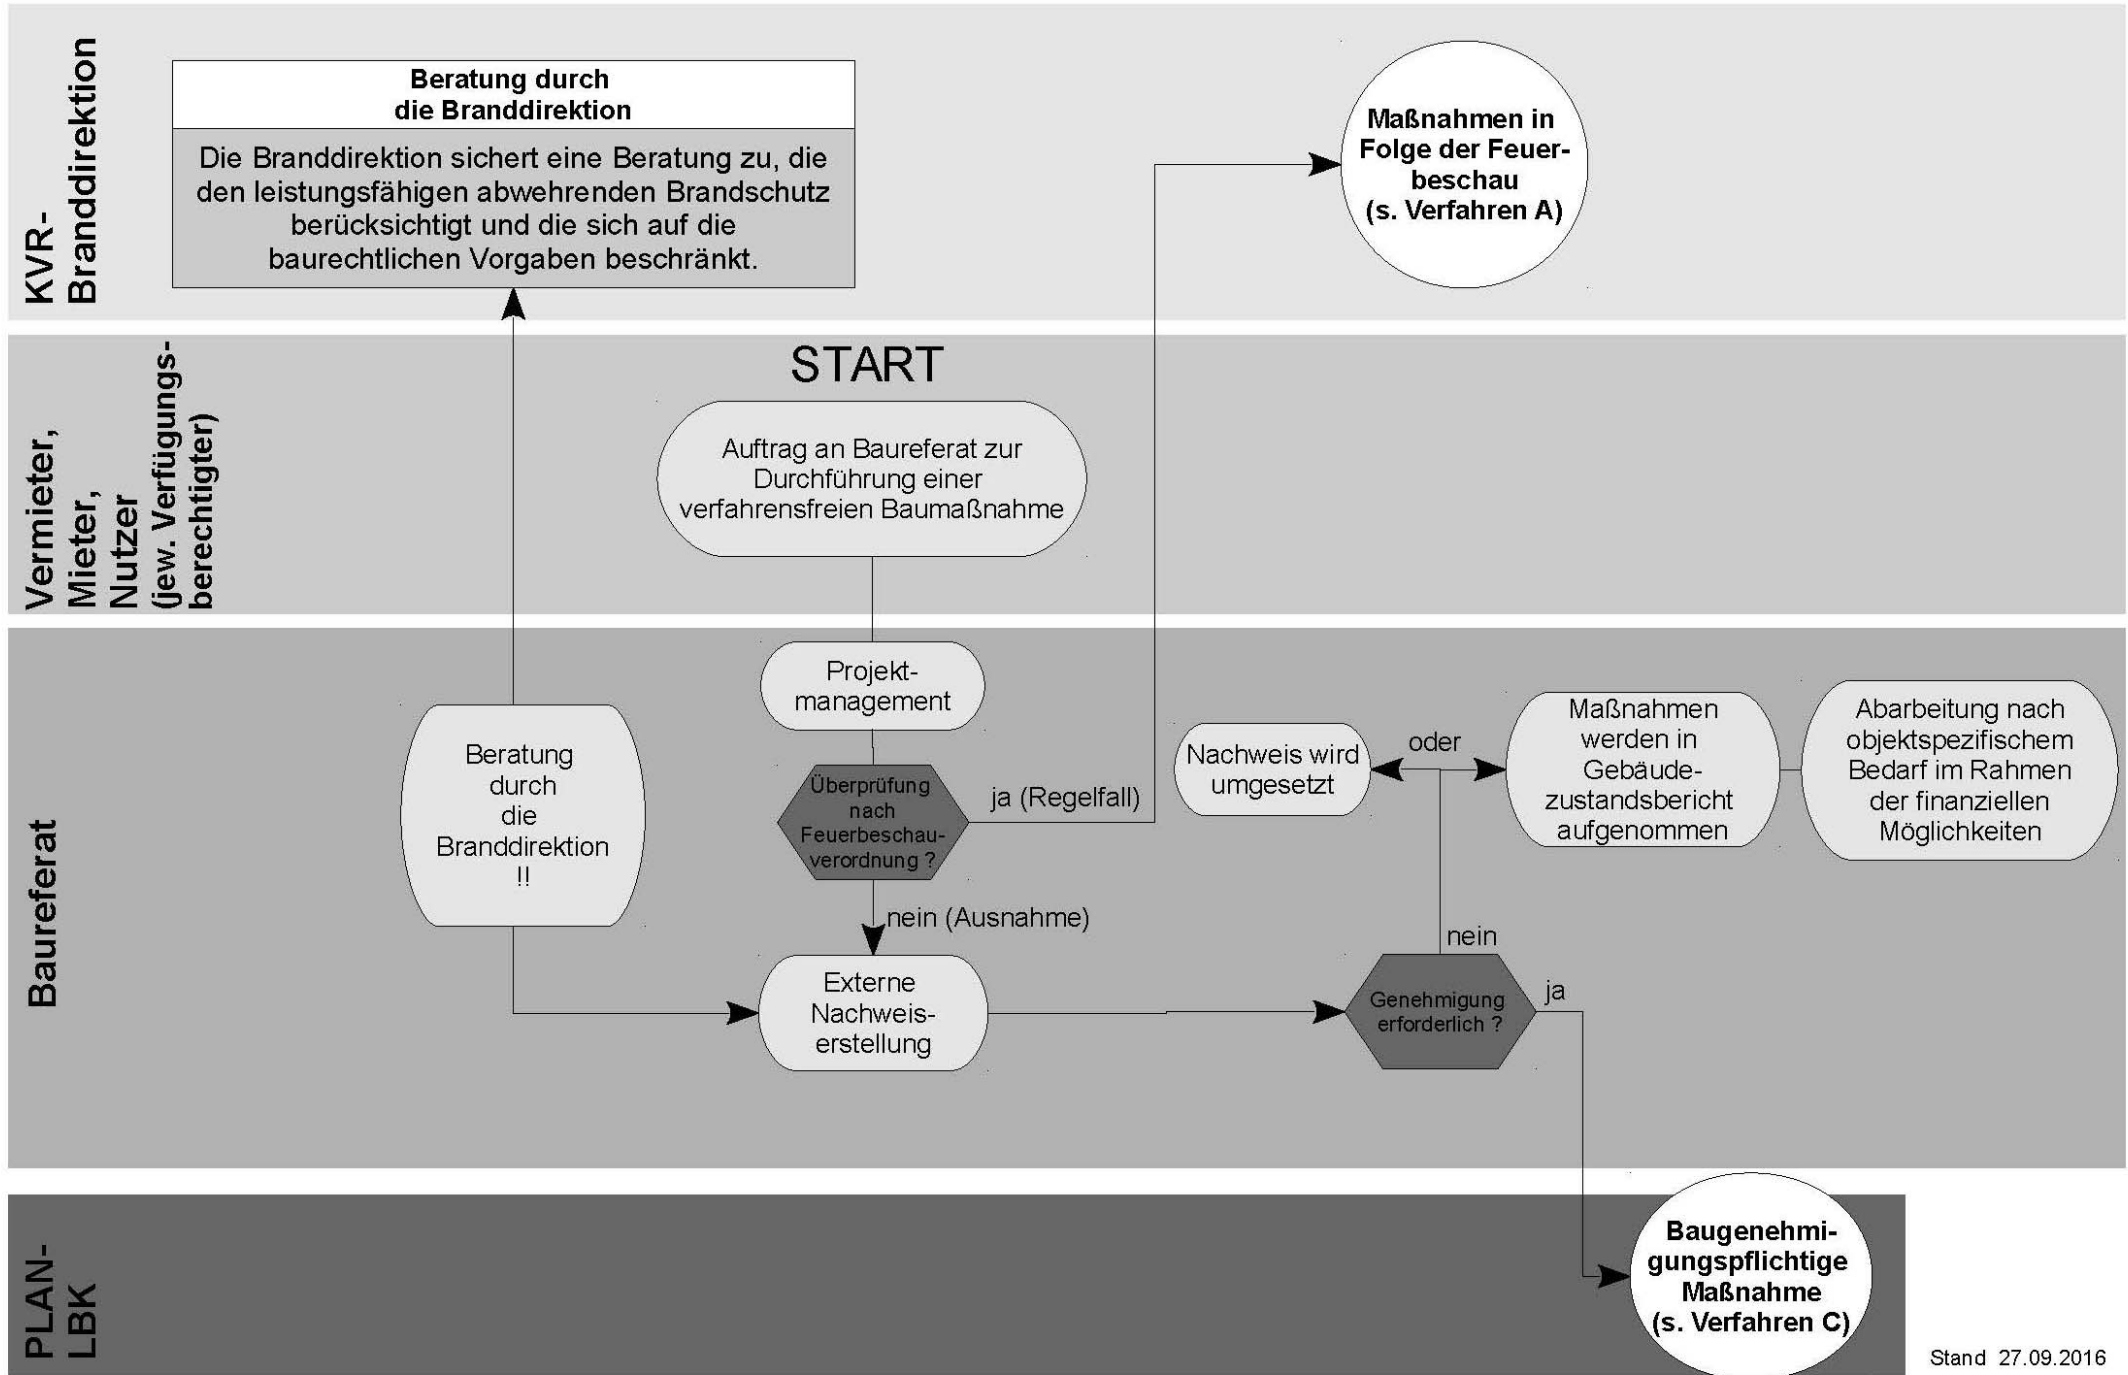 KVR-
Branddirektion
Beratung durch
die Branddirektion
Die Branddirektion sichert eine Beratung zu, die
den leistungsfähigen abwehrenden Brandschutz
berücksichtigt und die sich auf die
baurechtlichen Vorgaben beschränkt.
Maßnahmen in
Folge der Feuer-
beschau
(s. Verfahren A)
Vermieter,
Mieter,
Nutzer
(jew. Verfügungs-
berechtigter)
START
Auftrag an Baureferat zur
Durchführung einer
verfahrensfreien Baumaßnahme
Baureferat
Beratung
durch
die
Branddirektion
!!
Projekt-
management
Überprüfung
nach
Feuerbeschau-
verordnung ?
ja (Regelfall)
nein (Ausnahme)
Externe
Nachweis-
erstellung
Nachweis wird
umgesetzt
oder
Maßnahmen
werden in
Gebäude-
zustandsbericht
aufgenommen
Abarbeitung nach
objektspezifischem
Bedarf im Rahmen
der finanziellen
Möglichkeiten
nein
Genehmigung
erforderlich ?
ja
PLAN-
LBK
Baugenehmi-
gungspflichtige
Maßnahme
(s. Verfahren C)
Stand 27.09.2016